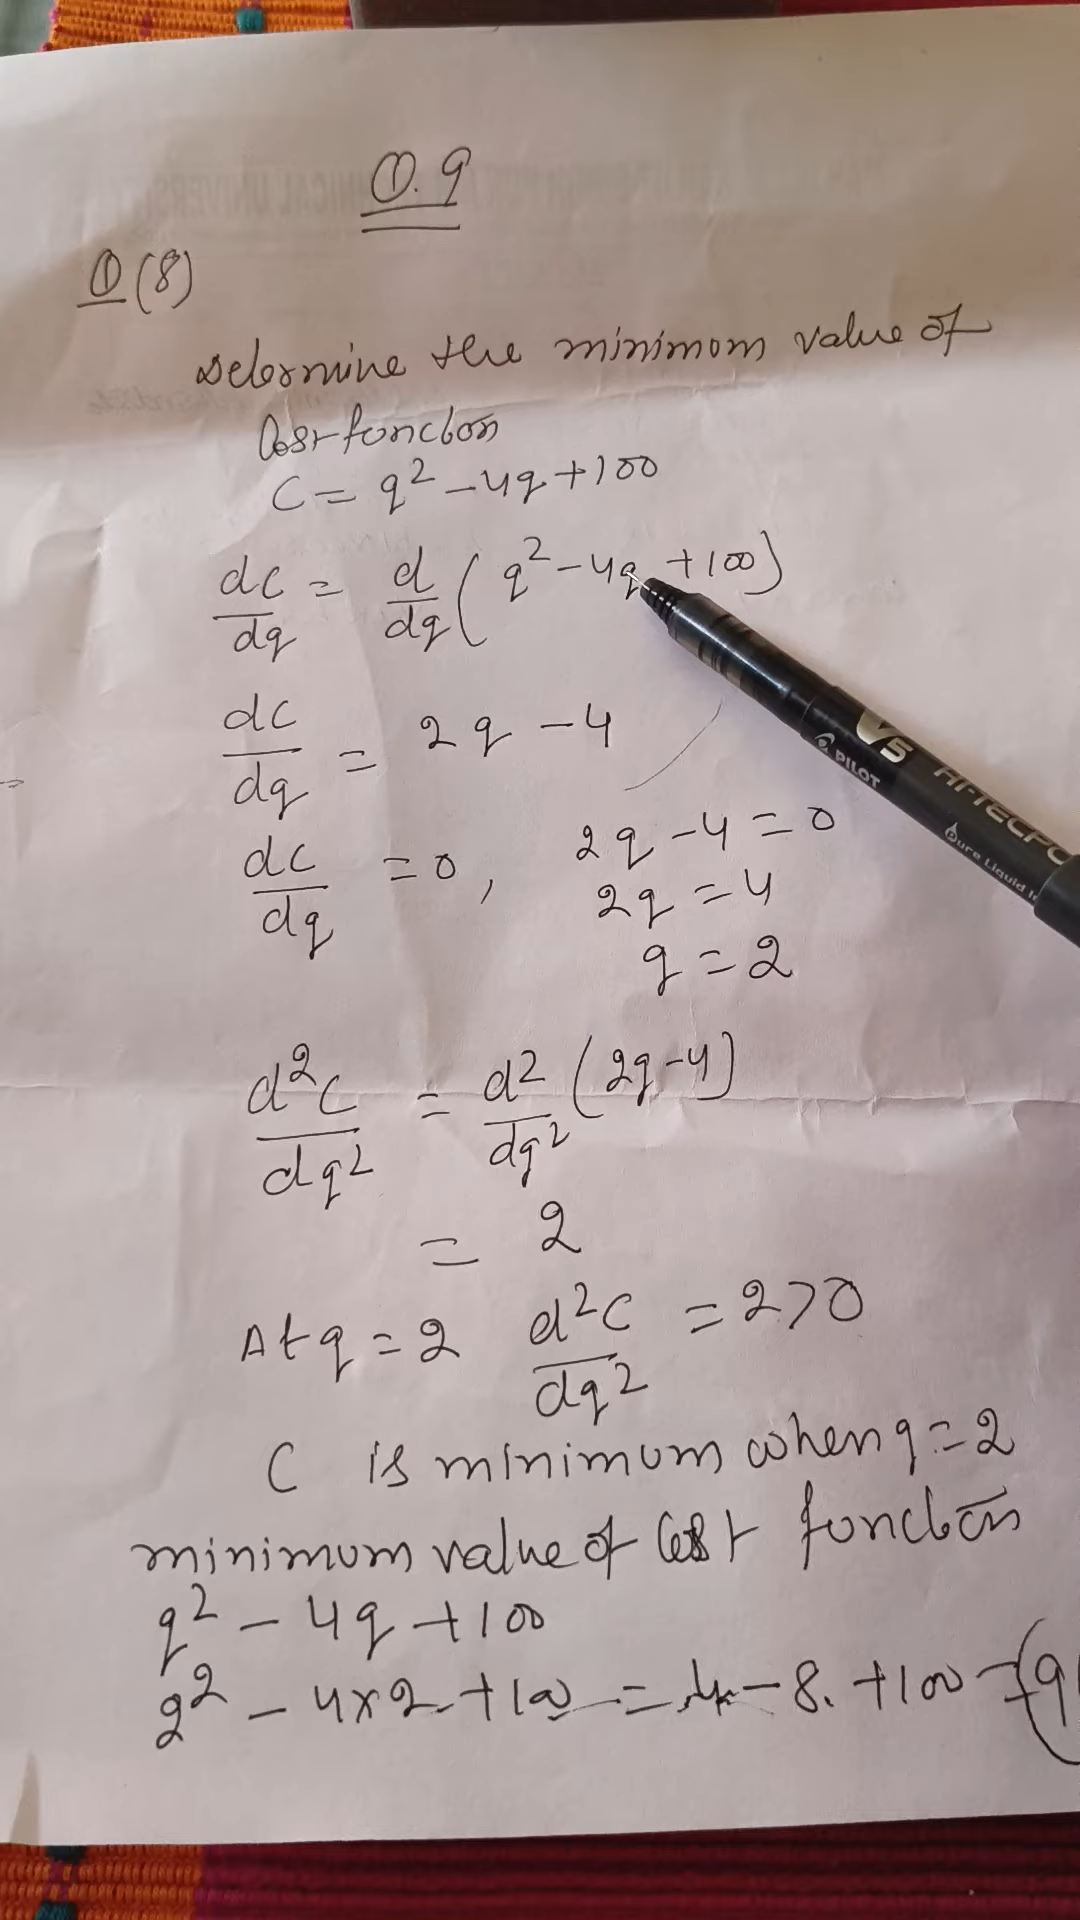 Q.9
Q(8)
Determine the minimum value of
Cost function
C = q² - 4q + 100
dC/dq = d/dq (q² - 4q + 100)
dC/dq = 2q - 4
dC/dq = 0, 2q - 4 = 0
2q = 4
q = 2
d²C/dq² = d²/dq² (2q - 4)
= 2
At q = 2 d²C/dq² = 2 > 0
C is minimum when q = 2
minimum value of Cost function
q² - 4q + 100
2² - 4×2 + 100 = 4 - 8 + 100 = 9
V5
PILOT
HI-TECPO
Pure Liquid